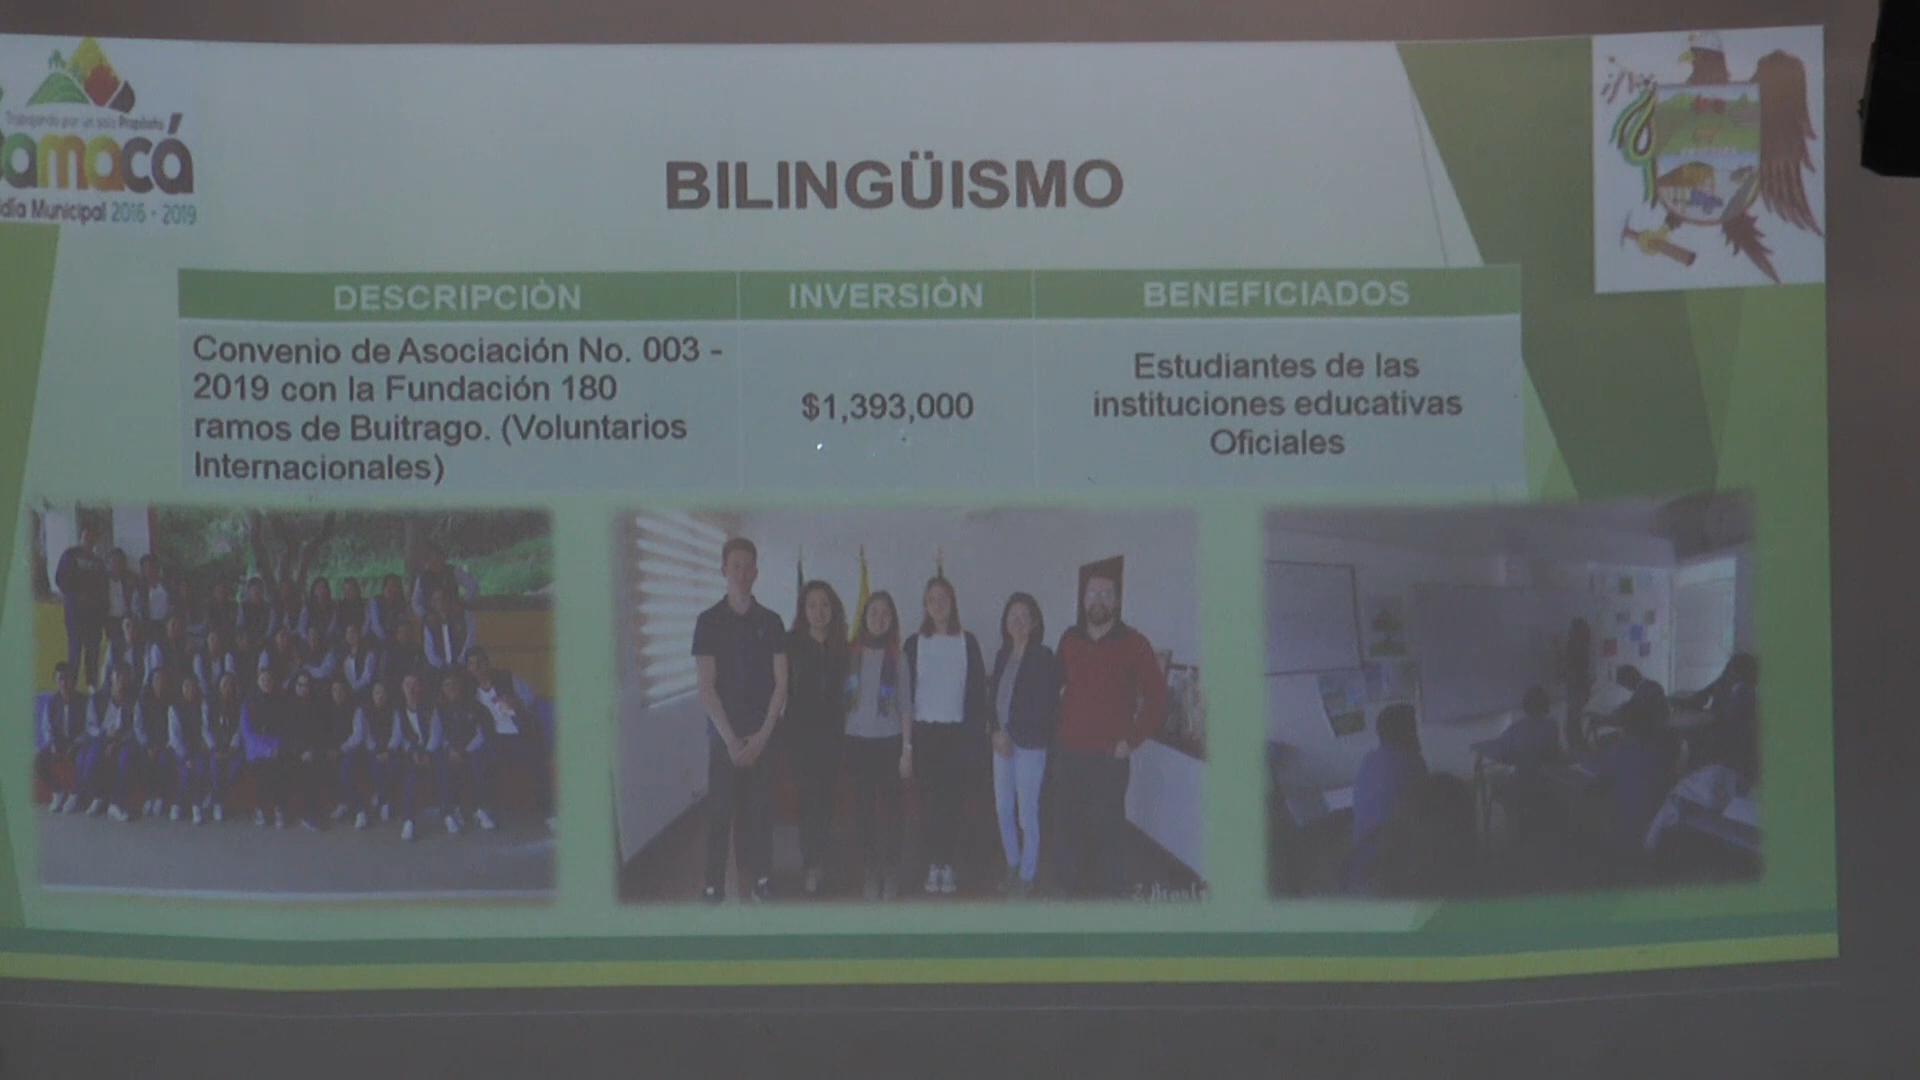 Trabajando por un solo Propósito
amacá
día Municipal 2016 - 2019
BILINGÜISMO
DESCRIPCIÒN INVERSIÒN BENEFICIADOS
Convenio de Asociación No. 003 -
2019 con la Fundación 180
ramos de Buitrago. (Voluntarios
Internacionales)
$1,393,000
Estudiantes de las
instituciones educativas
Oficiales